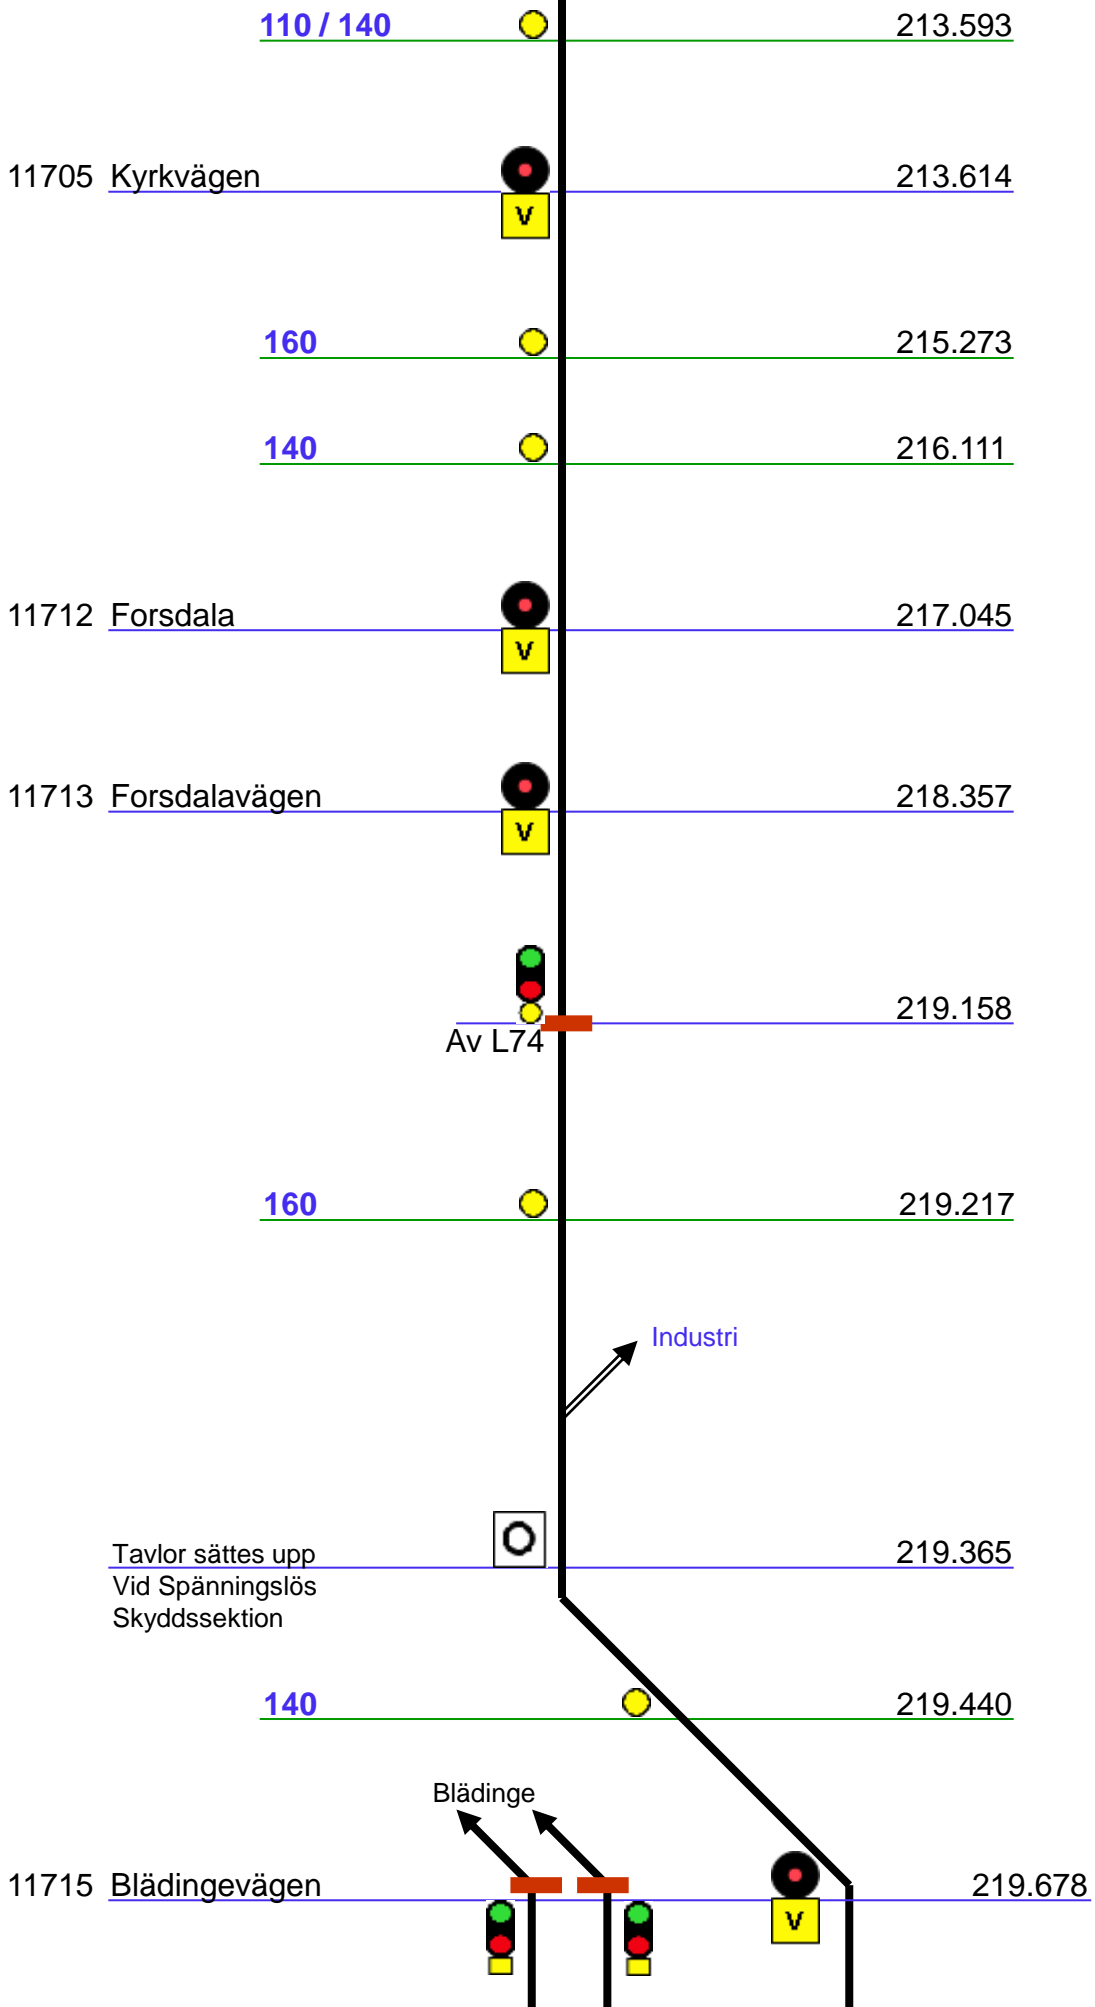 110 / 140 213.593
11705 Kyrkvägen 213.614
V
160 215.273
140 216.111
11712 Forsdala 217.045
V
11713 Forsdalavägen 218.357
V
219.158
Av L74
160 219.217
Industri
O
Tavlor sättes upp 219.365
Vid Spänningslös
Skyddssektion
140 219.440
Blädinge
11715 Blädingevägen 219.678
V